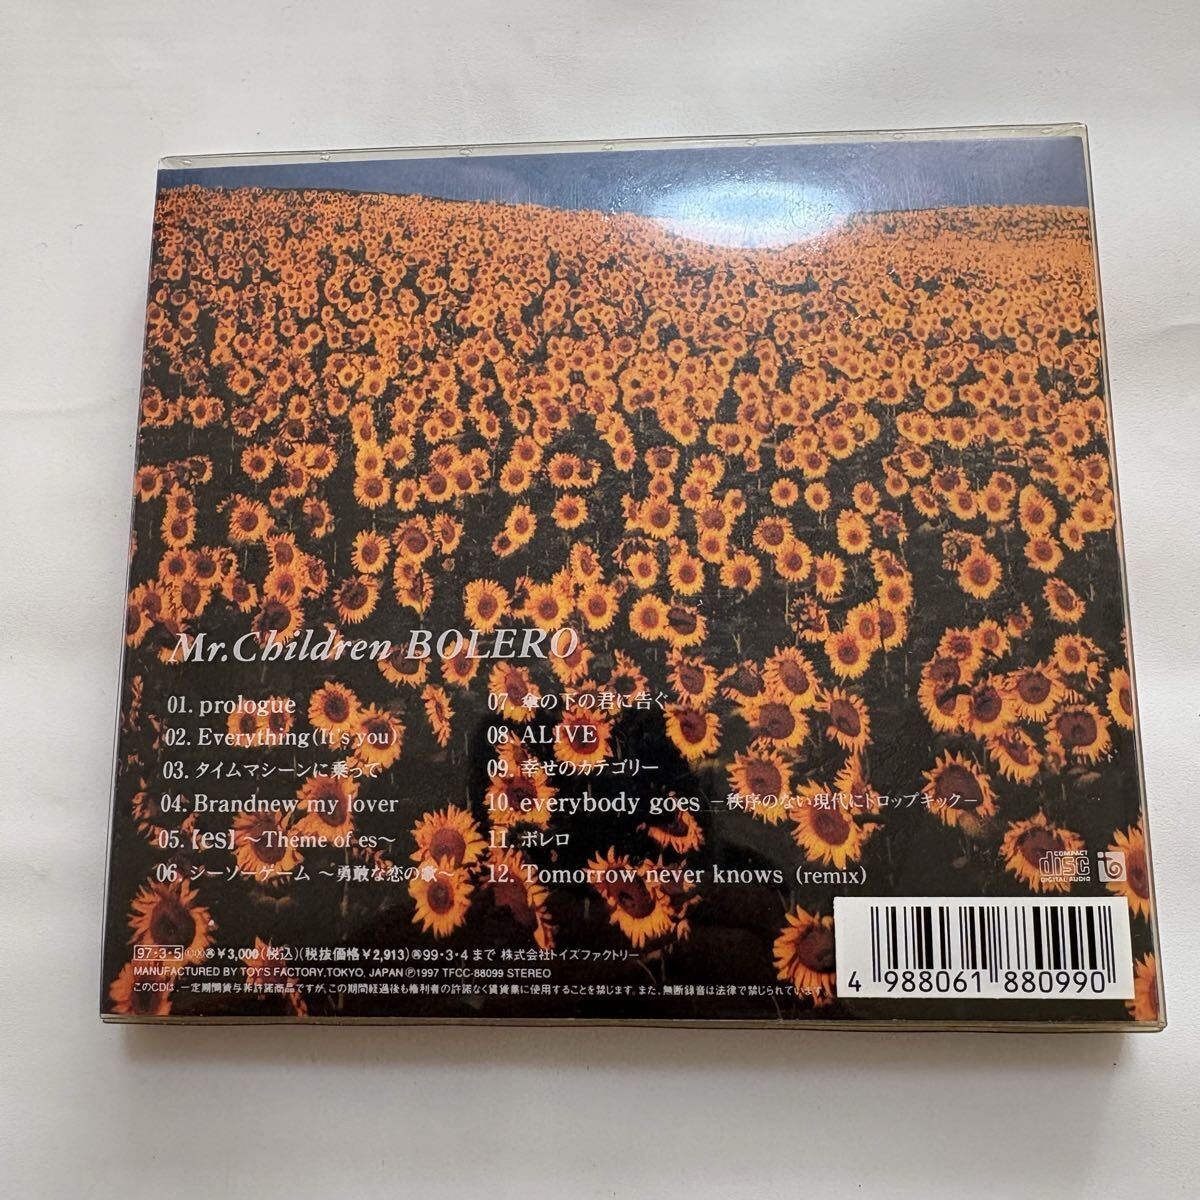 Mr.Children BOLERO
01. prologue
02. Everything(It's you)
03. タイムマシーンに乗って
04. Brandnew my lover
05.【es】〜Theme of es〜
06. シーソーゲーム 〜勇敢な恋の歌〜
07. 傘の下の君に告ぐ
08. ALIVE
09. 幸せのカテゴリー
10. everybody goes −秩序のない現代にドロップキック−
11. ボレロ
12. Tomorrow never knows (remix)
COMPACT
disc
DIGITAL AUDIO
97・3・5 ¥3,000(税込)(税抜価格¥2,913) 99・3・4 まで 株式会社トイズファクトリー
MANUFACTURED BY TOY'S FACTORY,TOKYO, JAPAN ℗1997 TFCC-88099 STEREO
このCDは、一定期間貸与非許諾商品ですが、この期間経過後も権利者の許諾なく賃貸業に使用することを禁じます。また、無断録音は法律で禁じられています。
4 988061 880990